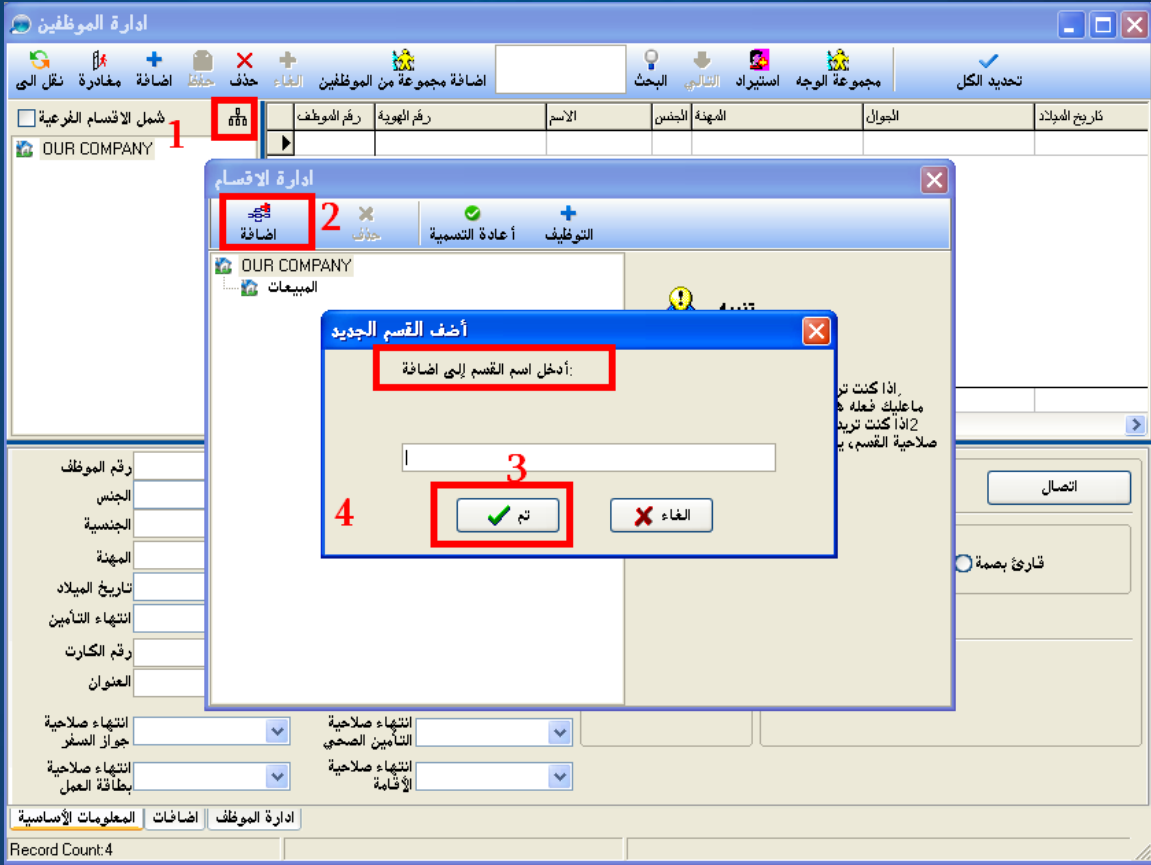 ادارة الموظفين
نقل الى
مغادرة
اضافة
حفظ
حذف
الغاء
اضافة مجموعة من الموظفين
البحث
التالي
استيراد
مجموعة الوجه
تحديد الكل
شمل الاقسام الفرعية
1
رقم الموظف
رقم الهوية
الاسم
الجنس
المهنة
الجوال
تاريخ الميلاد
OUR COMPANY
ادارة الاقسام
اضافة
2
حذف
أعادة التسمية
التوظيف
OUR COMPANY
المبيعات
أضف القسم الجديد
أدخل اسم القسم إلى اضافة:
اذا كنت
ماعليك فعله
2اذا كنت
صلاحية القسم،
3
4
تم
الغاء
رقم الموظف
الجنس
الجنسية
المهنة
تاريخ الميلاد
انتهاء التأمين
رقم الكارت
العنوان
اتصال
قارئ بصمة
انتهاء صلاحية
جواز السفر
انتهاء صلاحية
التأمين الصحي
انتهاء صلاحية
بطاقة العمل
انتهاء صلاحية
الأقامة
المعلومات الأساسية
اضافات
ادارة الموظف
Record Count:4